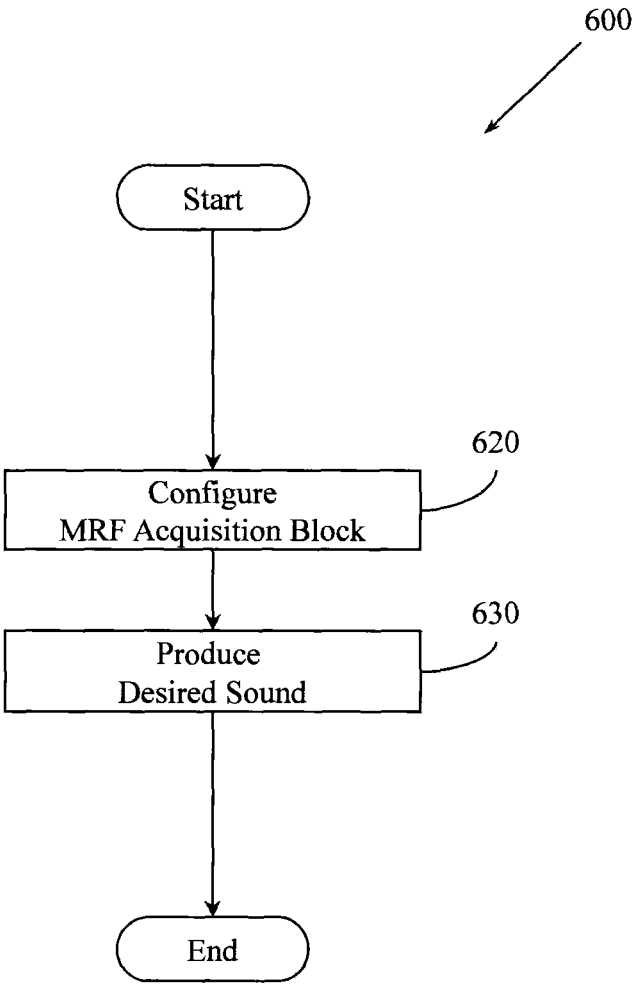 600
Start
620
Configure
MRF Acquisition Block
630
Produce
Desired Sound
End